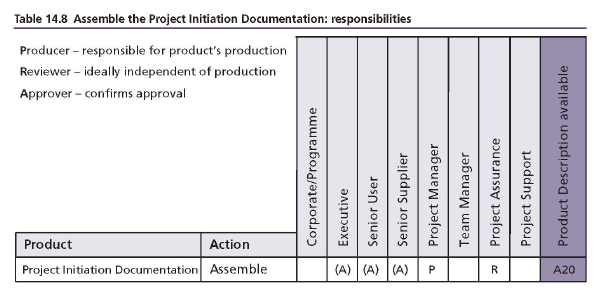 Table 14.8 Assemble the Project Initiation Documentation: responsibilities
Producer – responsible for product's production
Reviewer – ideally independent of production
Approver – confirms approval
Product Action Corporate/Programme Executive Senior User Senior Supplier Project Manager Team Manager Project Assurance Project Support Product Description available
Project Initiation Documentation Assemble (A) (A) (A) P R A20